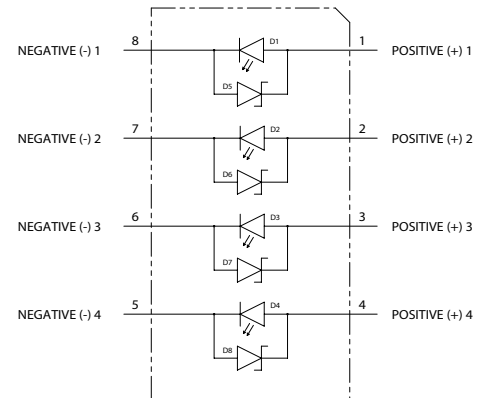 8 D1 1
NEGATIVE (-) 1 POSITIVE (+) 1
D5
7 D2 2
NEGATIVE (-) 2 POSITIVE (+) 2
D6
6 D3 3
NEGATIVE (-) 3 POSITIVE (+) 3
D7
5 D4 4
NEGATIVE (-) 4 POSITIVE (+) 4
D8